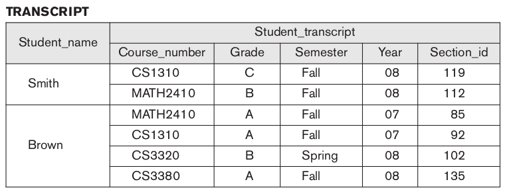 TRANSCRIPT
Student_name Student_transcript
Course_number Grade Semester Year Section_id
Smith CS1310 C Fall 08 119
MATH2410 B Fall 08 112
Brown MATH2410 A Fall 07 85
CS1310 A Fall 07 92
CS3320 B Spring 08 102
CS3380 A Fall 08 135